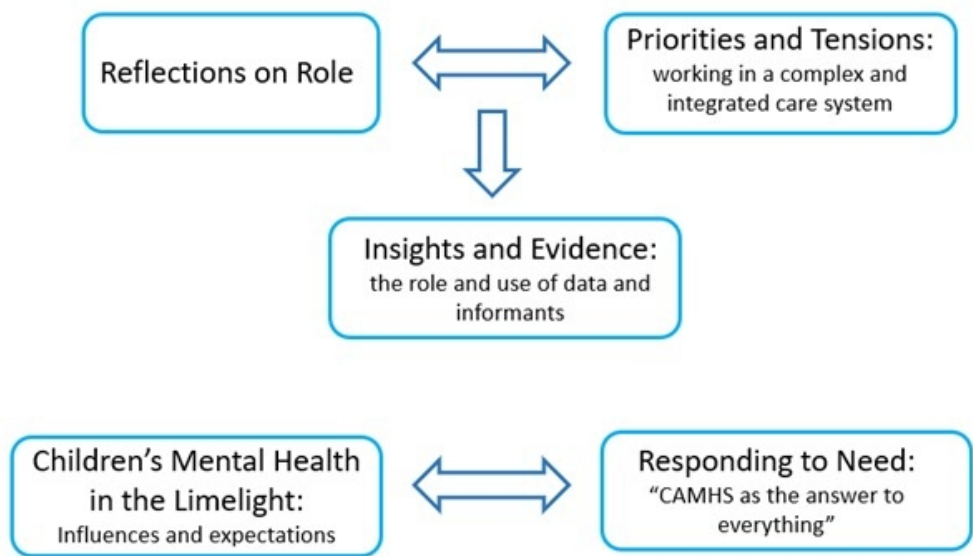 Reflections on Role
Priorities and Tensions:
working in a complex and
integrated care system
Insights and Evidence:
the role and use of data and
informants
Children’s Mental Health
in the Limelight:
Influences and expectations
Responding to Need:
“CAMHS as the answer to
everything”